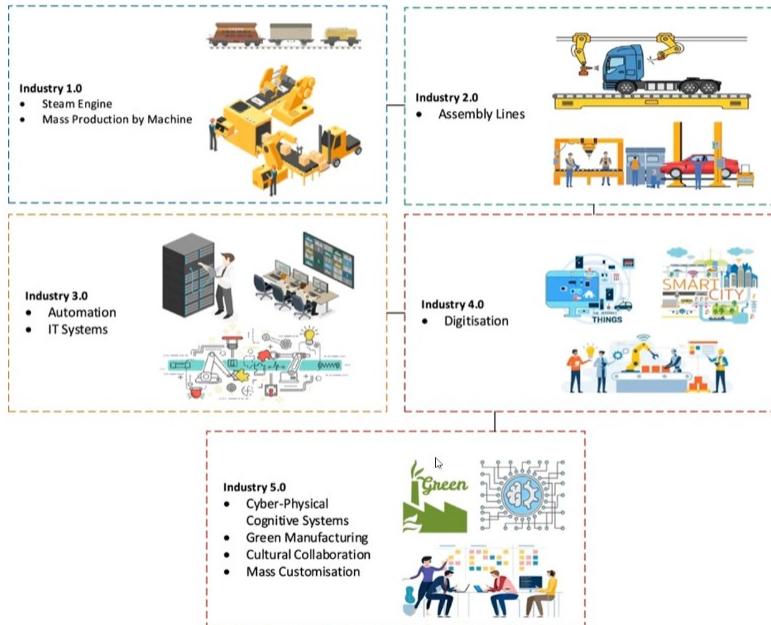 Industry 1.0
• Steam Engine
• Mass Production by Machine
Industry 2.0
• Assembly Lines
Industry 3.0
• Automation
• IT Systems
Industry 4.0
• Digitisation
THINGS
SMART
CITY
Industry 5.0
• Cyber-Physical
Cognitive Systems
• Green Manufacturing
• Cultural Collaboration
• Mass Customisation
Green